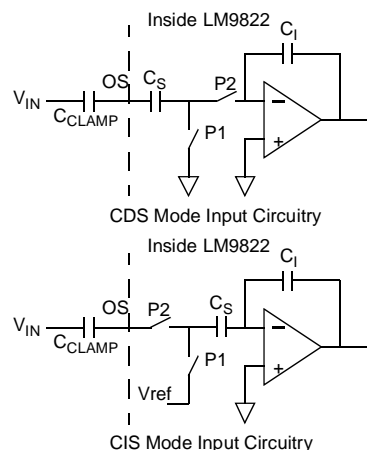 Inside LM9822
C_I
OS C_S
P2
V_IN
−
C_CLAMP
P1
+
CDS Mode Input Circuitry
Inside LM9822
C_I
OS
P2 C_S
V_IN
−
C_CLAMP
P1
Vref
+
CIS Mode Input Circuitry